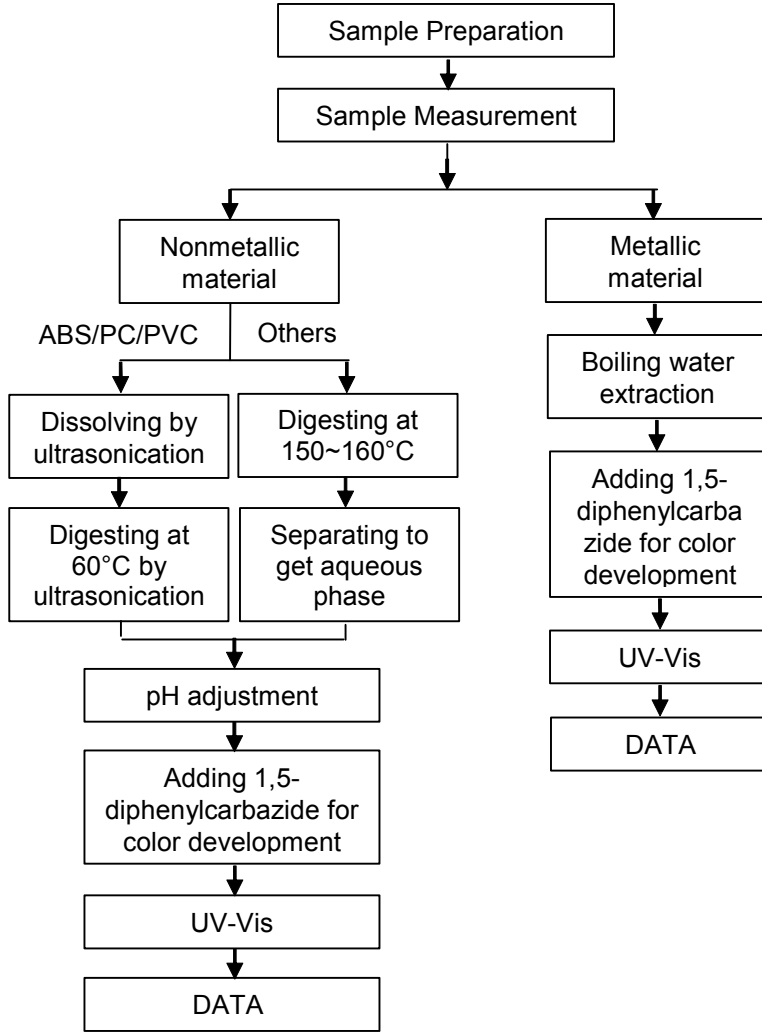 Sample Preparation
Sample Measurement
Nonmetallic
material
ABS/PC/PVC
Others
Dissolving by
ultrasonication
Digesting at
150~160°C
Digesting at
60°C by
ultrasonication
Separating to
get aqueous
phase
pH adjustment
Adding 1,5-
diphenylcarbazide for
color development
UV-Vis
DATA
Metallic
material
Boiling water
extraction
Adding 1,5-
diphenylcarba
zide for color
development
UV-Vis
DATA